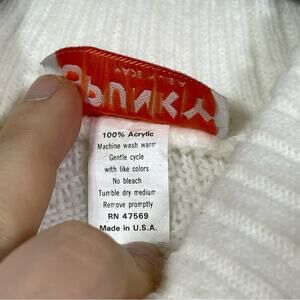 SPUNKY
100% Acrylic
Machine wash warm
Gentle cycle
with like colors
No bleach
Tumble dry medium
Remove promptly
RN 47569
Made in U.S.A.